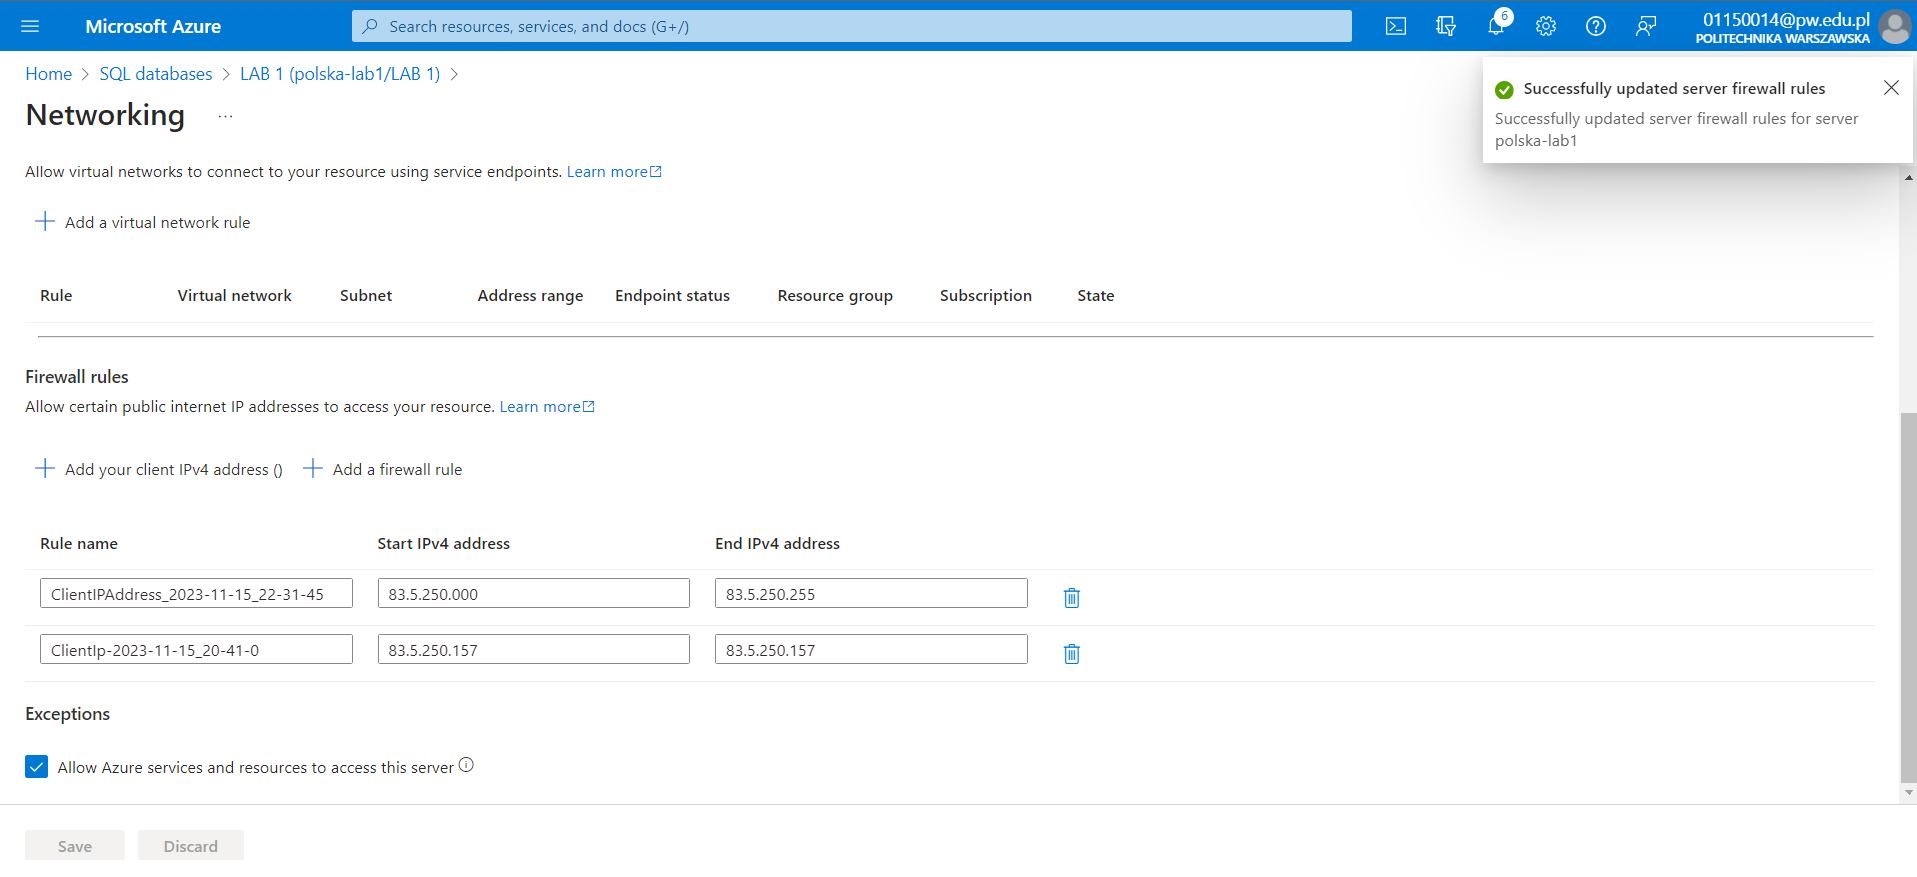 Microsoft Azure
Search resources, services, and docs (G+/)
6
01150014@pw.edu.pl
POLITECHNIKA WARSZAWSKA
Home > SQL databases > LAB 1 (polska-lab1/LAB 1) >
Networking ...
Successfully updated server firewall rules
Successfully updated server firewall rules for server
polska-lab1
Allow virtual networks to connect to your resource using service endpoints. Learn more
Add a virtual network rule
Rule Virtual network Subnet Address range Endpoint status Resource group Subscription State
Firewall rules
Allow certain public internet IP addresses to access your resource. Learn more
Add your client IPv4 address () Add a firewall rule
Rule name Start IPv4 address End IPv4 address
ClientIPAddress_2023-11-15_22-31-45 83.5.250.000 83.5.250.255
ClientIp-2023-11-15_20-41-0 83.5.250.157 83.5.250.157
Exceptions
Allow Azure services and resources to access this server
Save Discard